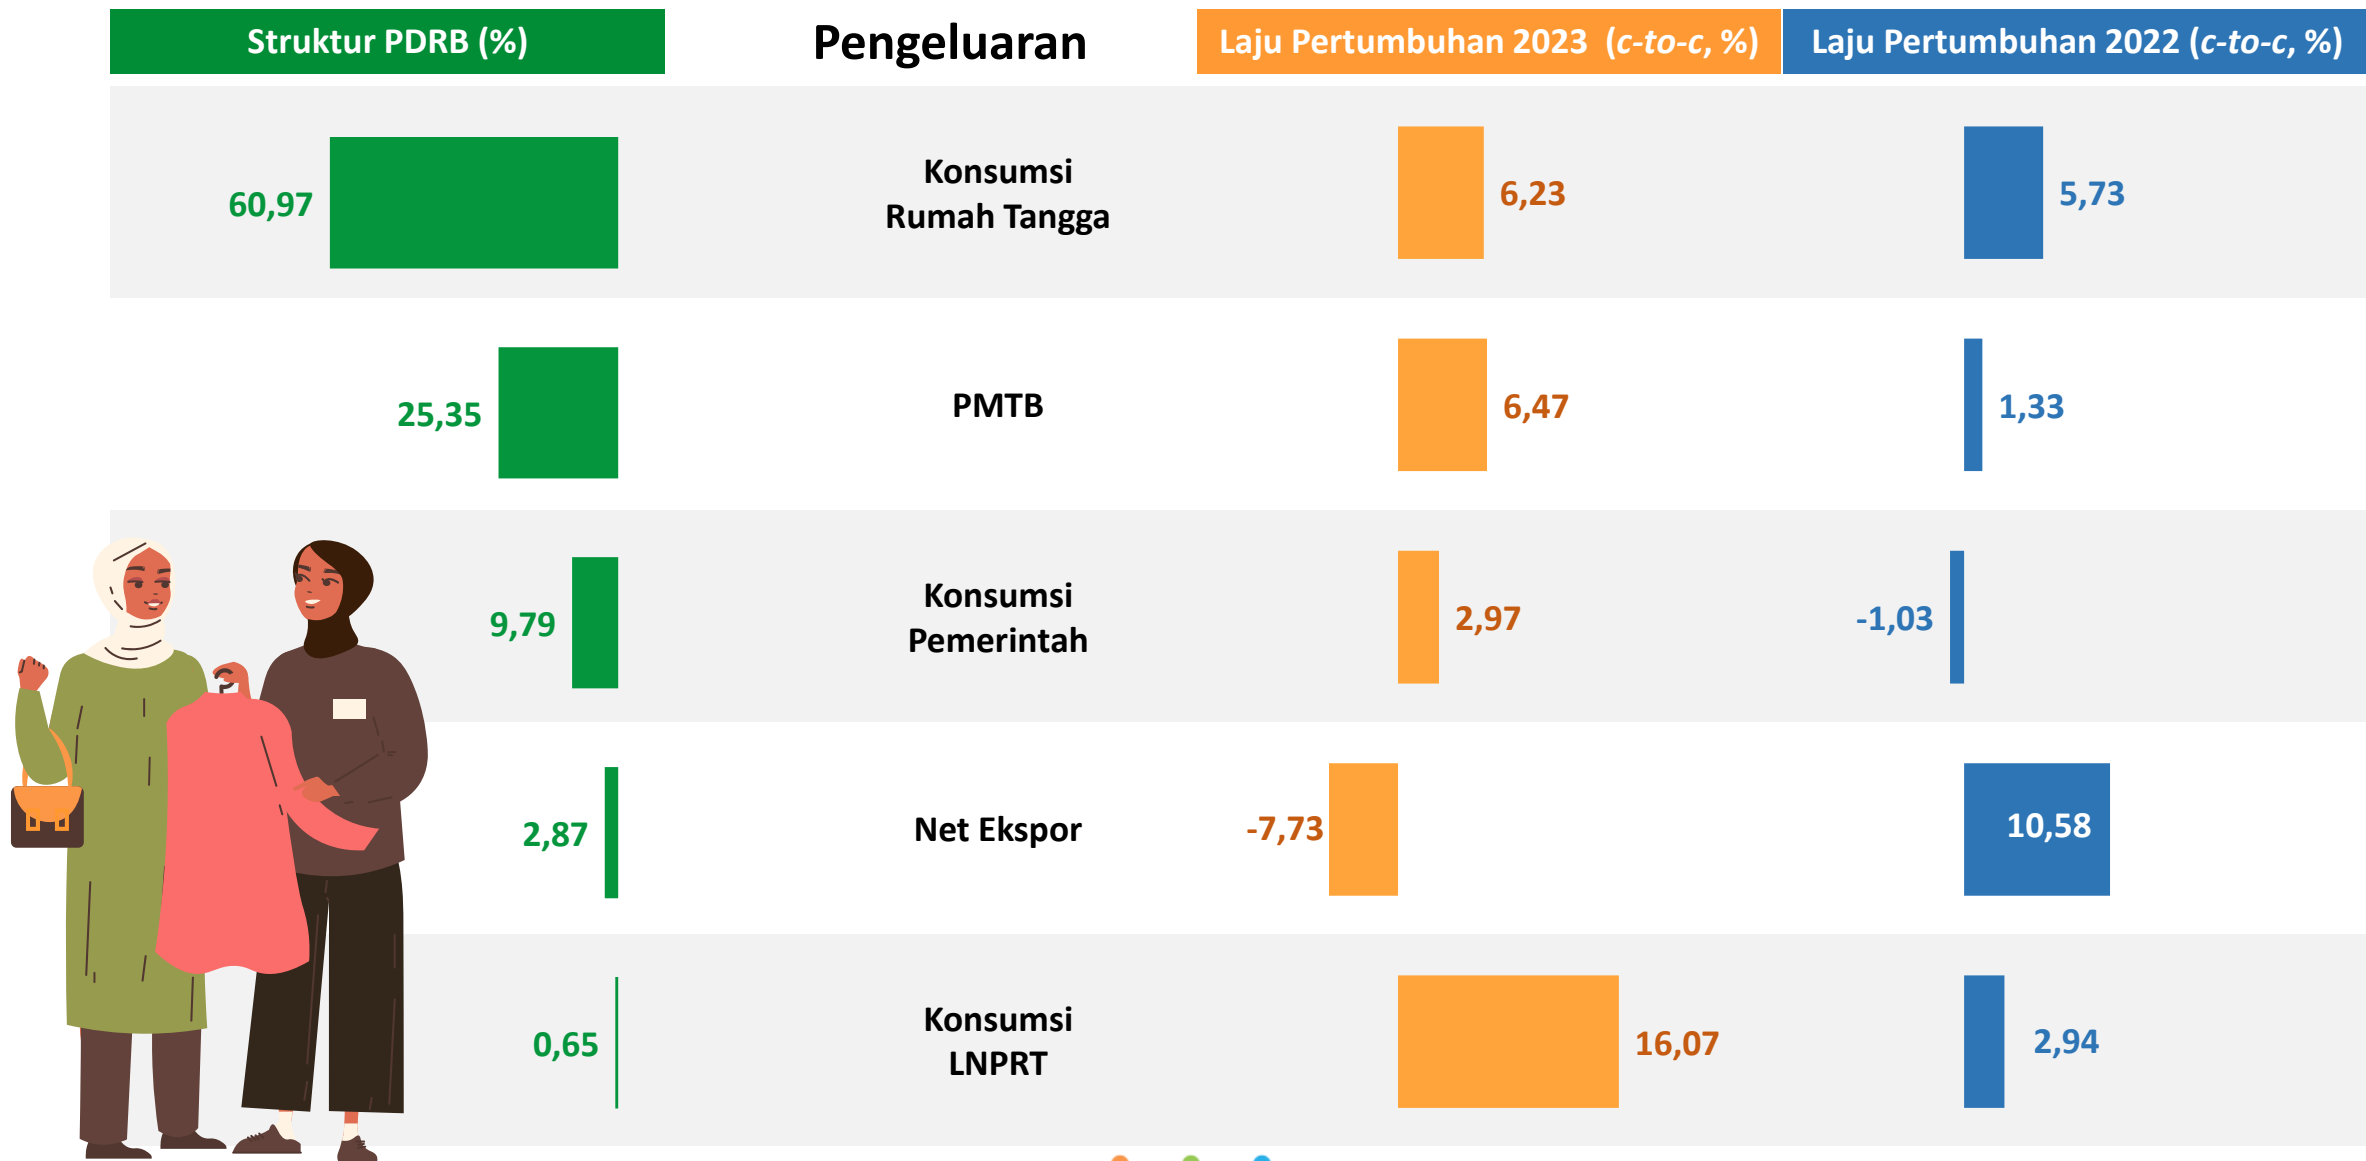 Struktur PDRB (%)
Pengeluaran
Laju Pertumbuhan 2023 (c-to-c, %)
Laju Pertumbuhan 2022 (c-to-c, %)
60,97
Konsumsi
Rumah Tangga
6,23
5,73
25,35
PMTB
6,47
1,33
9,79
Konsumsi
Pemerintah
2,97
-1,03
2,87
Net Ekspor
-7,73
10,58
0,65
Konsumsi
LNPRT
16,07
2,94